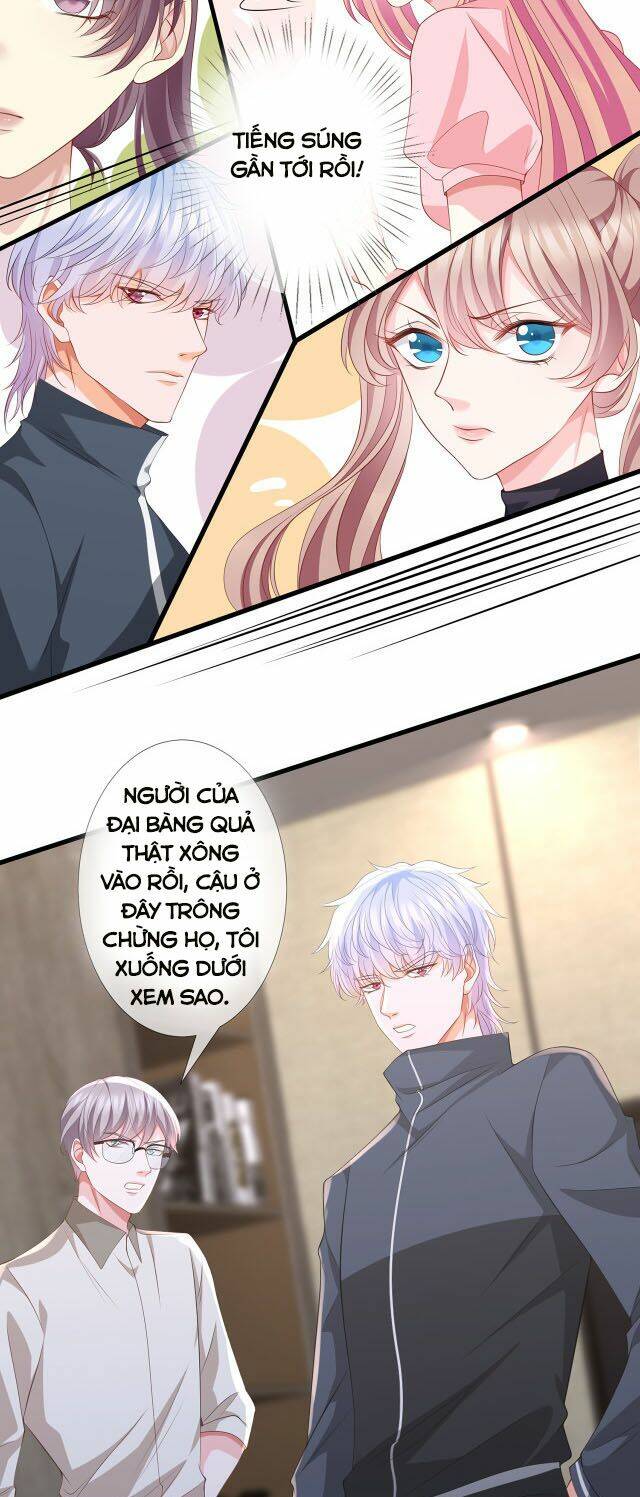 TIẾNG SÚNG
GẦN TỚI RỒI!
NGƯỜI CỦA
ĐẠI BÀNG QUẢ
THẬT XÔNG
VÀO RỒI, CẬU Ở
ĐÂY TRÔNG
CHỪNG HỌ, TÔI
XUỐNG DƯỚI
XEM SAO.